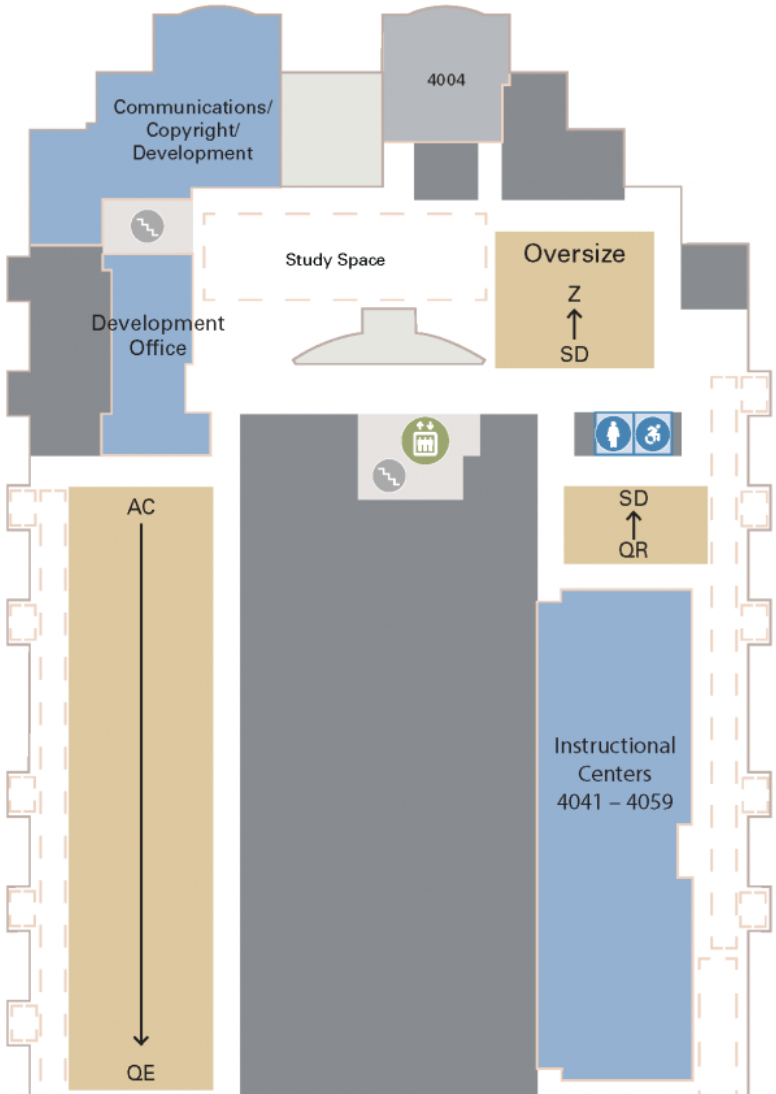 Communications/
Copyright/
Development
4004
Study Space
Oversize
Z
SD
Development
Office
AC
SD
QR
Instructional
Centers
4041 – 4059
QE